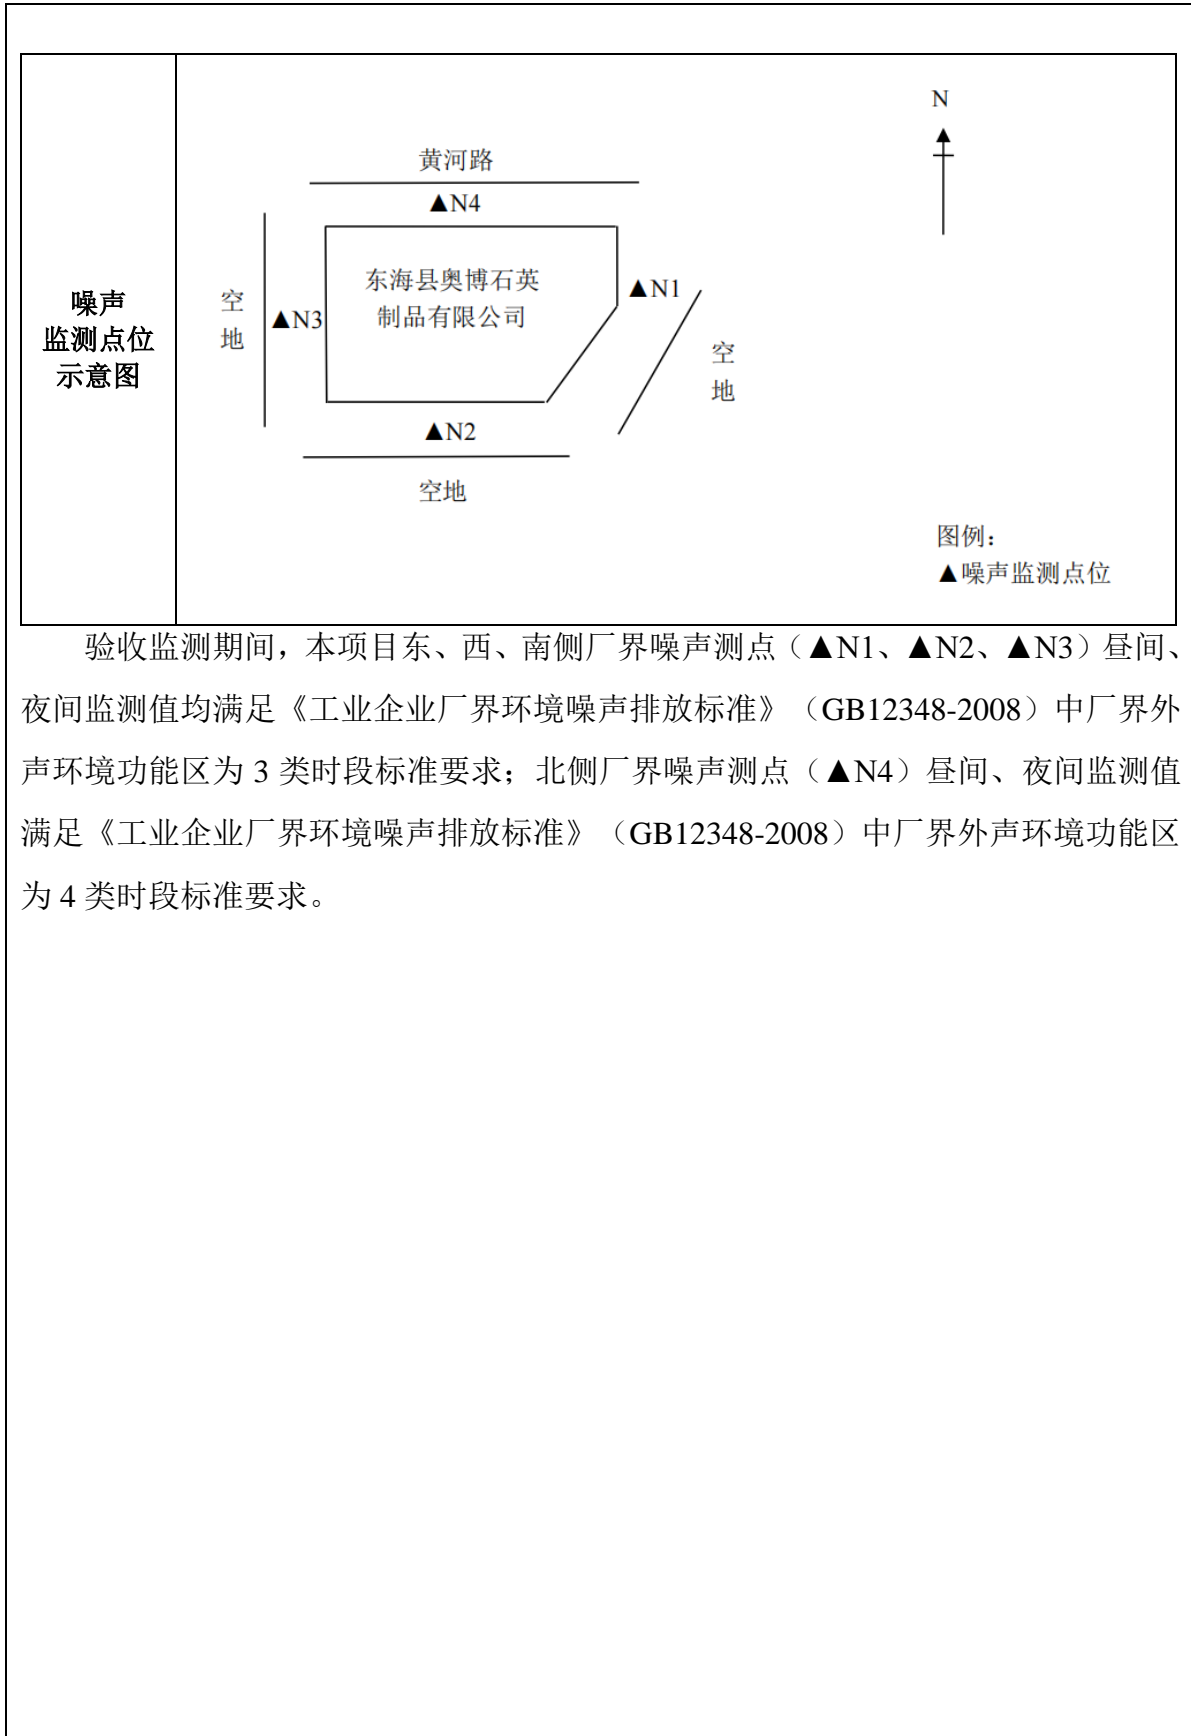 噪声
监测点位
示意图
N
黄河路
▲N4
东海县奥博石英
制品有限公司
▲N1
空
地
▲N3
空
地
▲N2
空地
图例：
▲噪声监测点位
验收监测期间，本项目东、西、南侧厂界噪声测点（▲N1、▲N2、▲N3）昼间、
夜间监测值均满足《工业企业厂界环境噪声排放标准》（GB12348-2008）中厂界外
声环境功能区为 3 类时段标准要求；北侧厂界噪声测点（▲N4）昼间、夜间监测值
满足《工业企业厂界环境噪声排放标准》（GB12348-2008）中厂界外声环境功能区
为 4 类时段标准要求。